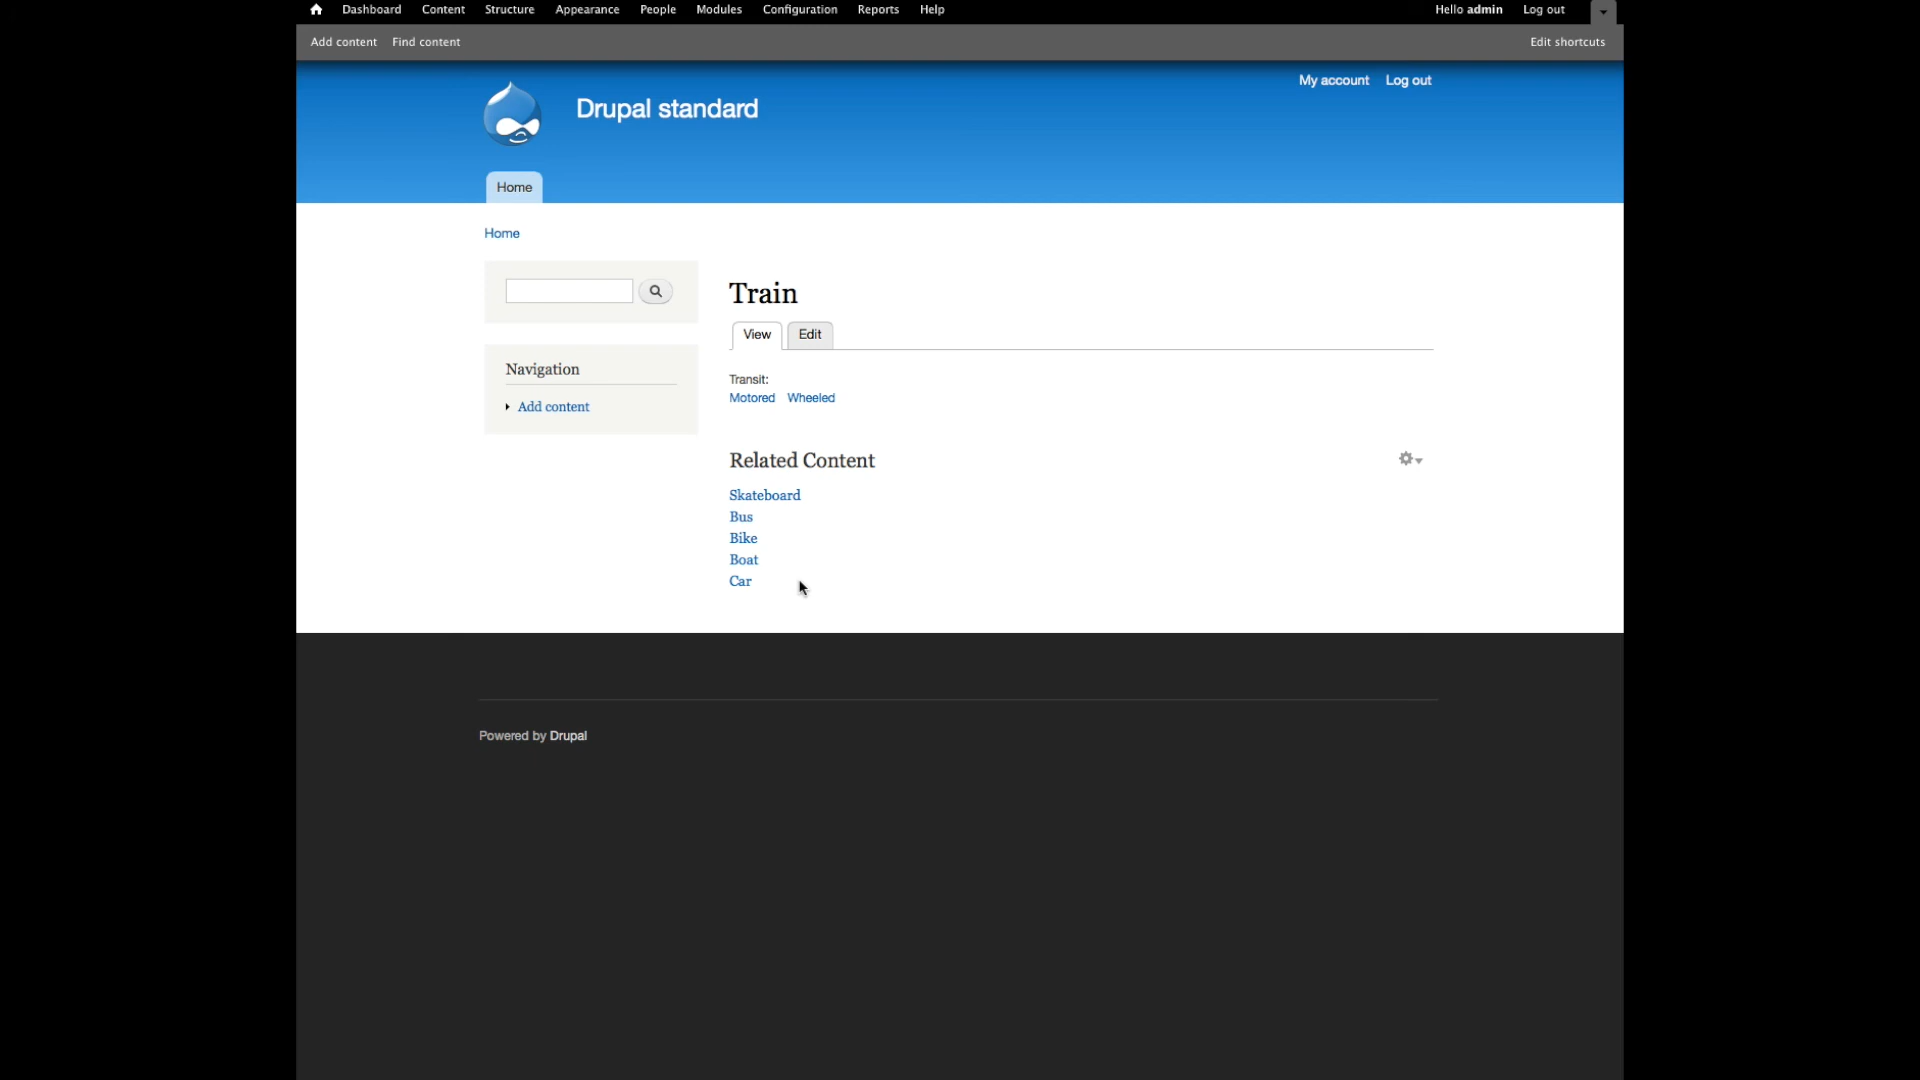 Dashboard Content Structure Appearance People Modules Configuration Reports Help Hello admin Log out
Add content Find content Edit shortcuts
My account Log out
Drupal standard
Home
Home
Train
View Edit
Navigation
Add content
Transit:
Motored Wheeled
Related Content
Skateboard
Bus
Bike
Boat
Car
Powered by Drupal